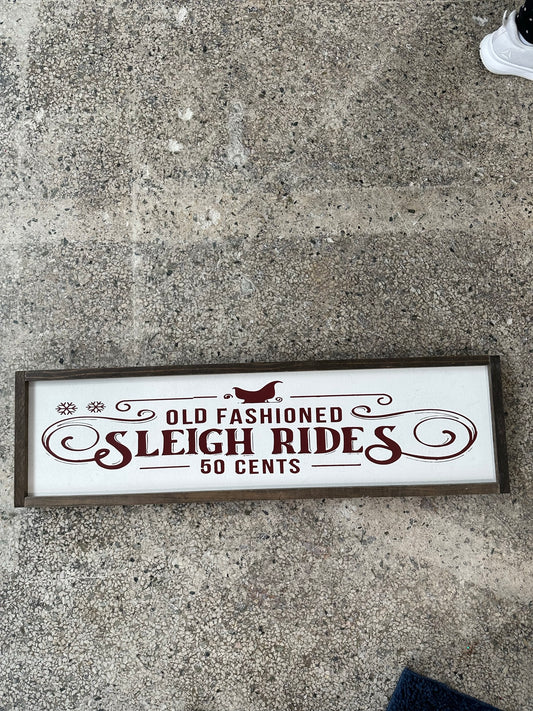 OLD FASHIONED
SLEIGH RIDES
50 CENTS